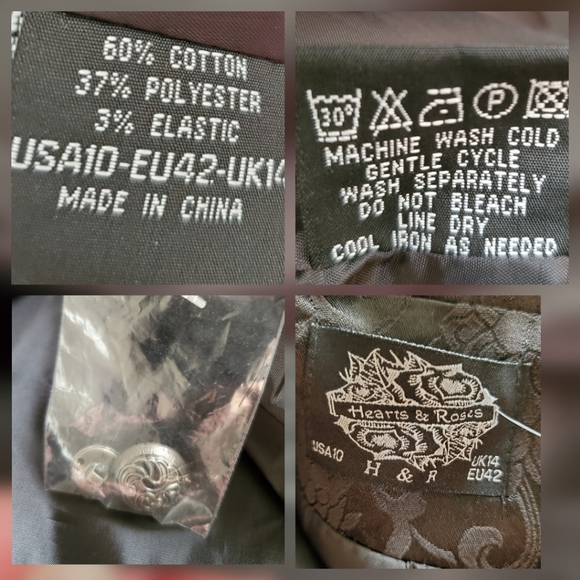 60% COTTON
37% POLYESTER
3% ELASTIC
USA10-EU42-UK14
MADE IN CHINA
30°
P
MACHINE WASH COLD
GENTLE CYCLE
WASH SEPARATELY
DO NOT BLEACH
LINE DRY
COOL IRON AS NEEDED
Hearts & Roses
USA10
H & R
UK14
EU42